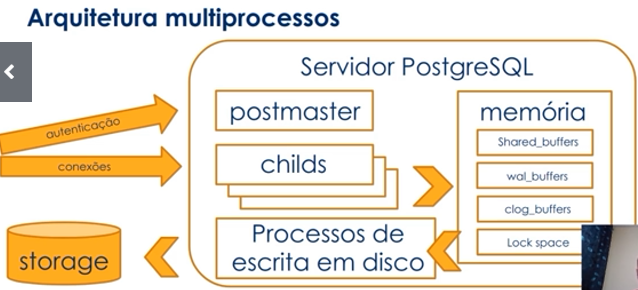 Arquitetura multiprocessos
Servidor PostgreSQL
autenticação
conexões
postmaster
childs
memória
Shared_buffers
wal_buffers
clog_buffers
Lock space
Processos de
escrita em disco
storage